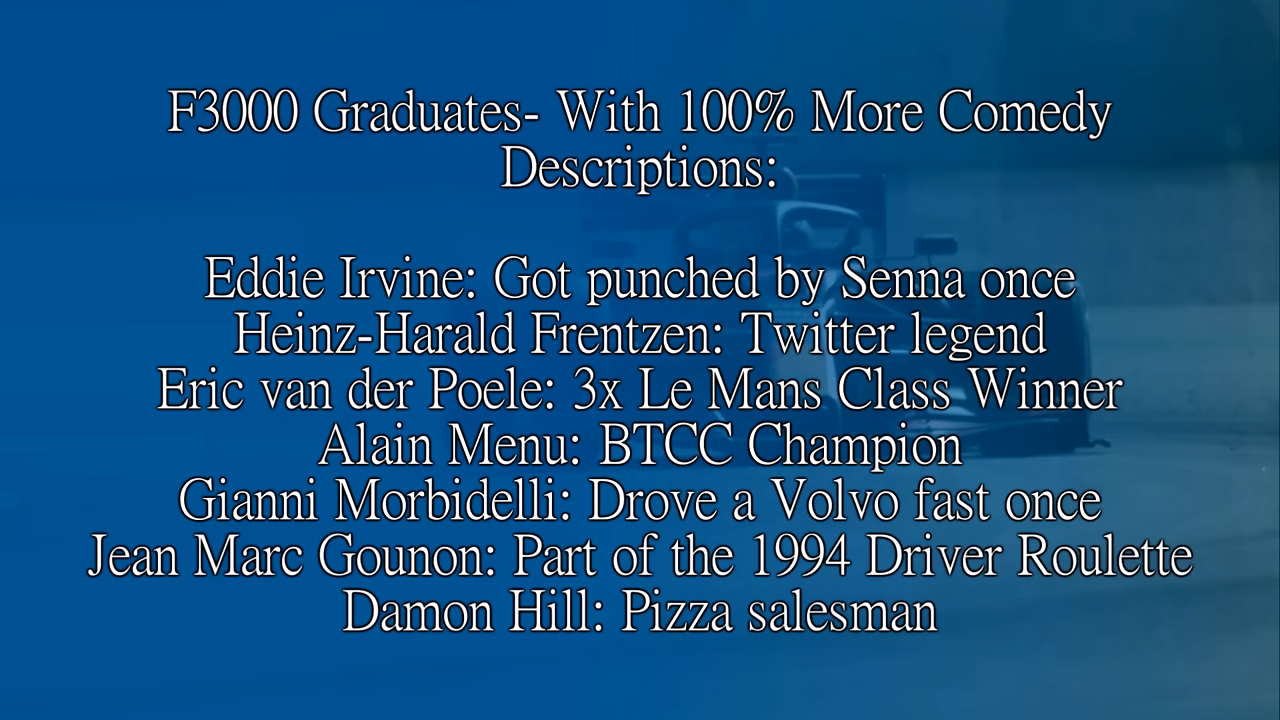 F3000 Graduates- With 100% More Comedy
Descriptions:
Eddie Irvine: Got punched by Senna once
Heinz-Harald Frentzen: Twitter legend
Eric van der Poele: 3x Le Mans Class Winner
Alain Menu: BTCC Champion
Gianni Morbidelli: Drove a Volvo fast once
Jean Marc Gounon: Part of the 1994 Driver Roulette
Damon Hill: Pizza salesman